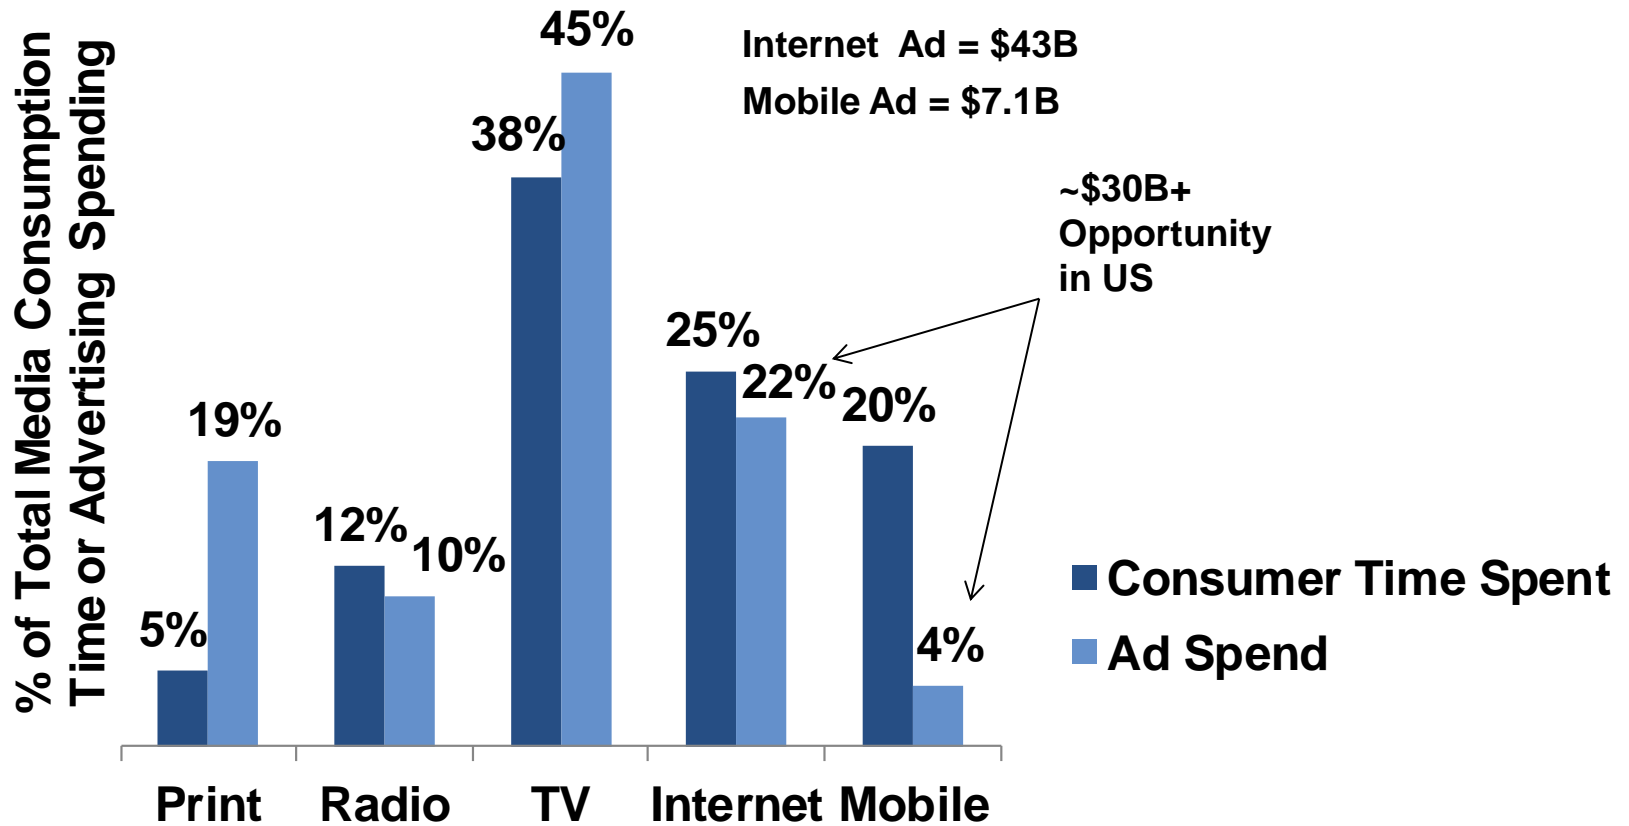 % of Total Media Consumption
Time or Advertising Spending
45%
38%
Internet Ad = $43B
Mobile Ad = $7.1B
~$30B+
Opportunity
in US
25%
22%
20%
19%
12%
10%
5%
4%
Consumer Time Spent
Ad Spend
Print
Radio
TV
Internet
Mobile